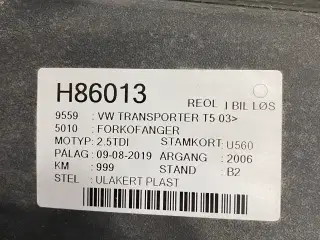 H86013 REOL I BIL LØS
9559 : VW TRANSPORTER T5 03>
5010 : FORKOFANGER
MOTYP: 2.5TDI STAMKORT: U560
PALAG: 09-08-2019 ARGANG : 2006
KM : 999 STAND : B2
STEL : ULAKERT PLAST